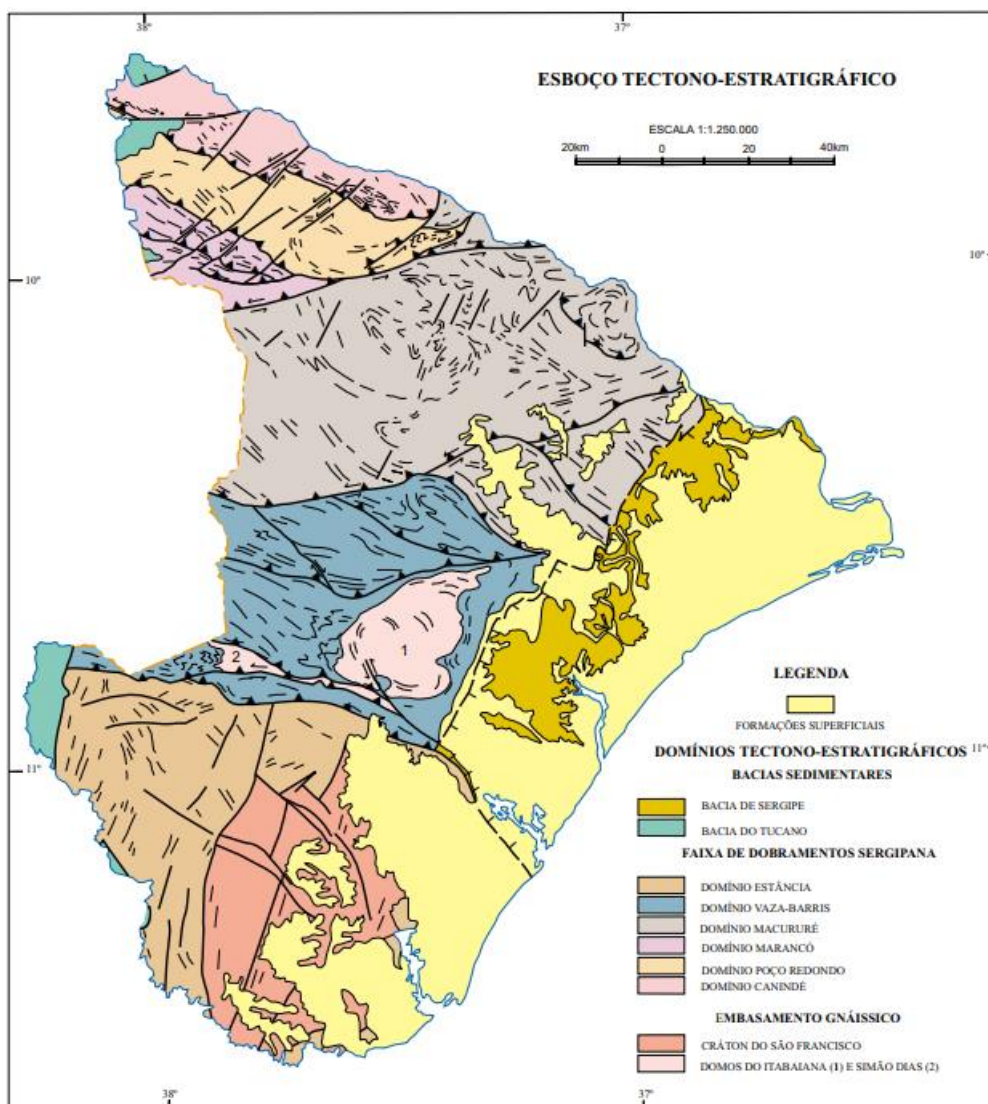 38°
37°
ESBOÇO TECTONO-ESTRATIGRÁFICO
ESCALA 1:1.250.000
20km 0 20 40km
10°
10°
1
2
LEGENDA
FORMAÇÕES SUPERFICIAIS
DOMÍNIOS TECTONO-ESTRATIGRÁFICOS
11°
11°
BACIAS SEDIMENTARES
BACIA DE SERGIPE
BACIA DO TUCANO
FAIXA DE DOBRAMENTOS SERGIPANA
DOMÍNIO ESTÂNCIA
DOMÍNIO VAZA-BARRIS
DOMÍNIO MACURURÉ
DOMÍNIO MARANCÓ
DOMÍNIO POÇO REDONDO
DOMÍNIO CANINDÉ
EMBASAMENTO GNÁISSICO
CRÁTON DO SÃO FRANCISCO
DOMOS DO ITABAIANA (1) E SIMÃO DIAS (2)
38°
37°